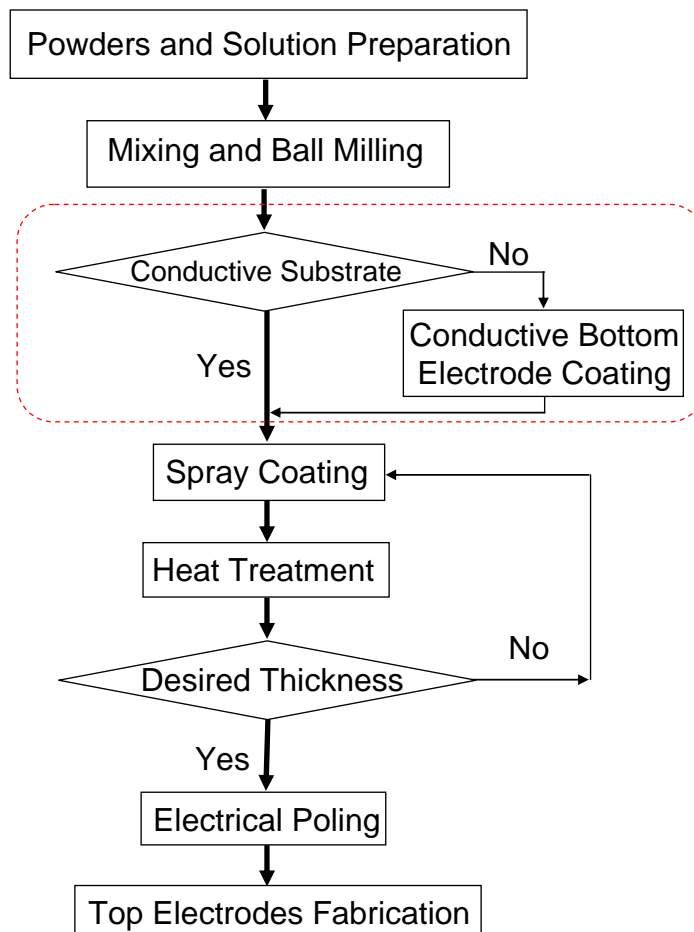 Powders and Solution Preparation
Mixing and Ball Milling
Conductive Substrate
No
Conductive Bottom
Electrode Coating
Yes
Spray Coating
Heat Treatment
No
Desired Thickness
Yes
Electrical Poling
Top Electrodes Fabrication